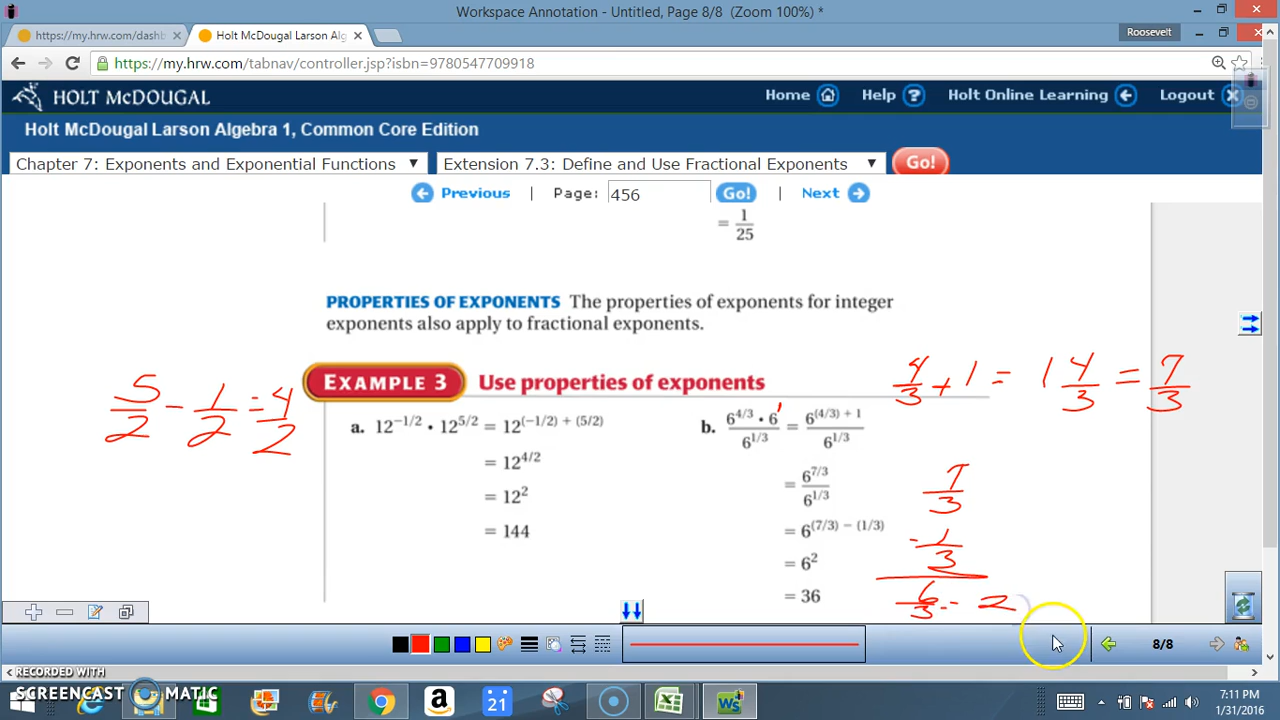 Workspace Annotation - Untitled, Page 8/8 (Zoom 100%) *
https://my.hrw.com/dashb
Holt McDougal Larson Alg
Roosevelt
https://my.hrw.com/tabnav/controller.jsp?isbn=9780547709918
HOLT MCDOUGAL
Home
Help
Holt Online Learning
Logout
Holt McDougal Larson Algebra 1, Common Core Edition
Chapter 7: Exponents and Exponential Functions
Extension 7.3: Define and Use Fractional Exponents
Go!
Previous | Page: 456 Go! | Next
= 1/25
PROPERTIES OF EXPONENTS The properties of exponents for integer
exponents also apply to fractional exponents.
4/3 + 1 = 1 4/3 = 7/3
EXAMPLE 3 Use properties of exponents
5/2 - 1/2 = 4/2
a. 12^(-1/2) • 12^(5/2) = 12^((-1/2) + (5/2))
= 12^(4/2)
= 12^2
= 144
b. (6^(4/3) • 6^1)/6^(1/3) = 6^((4/3) + 1)/6^(1/3)
= 6^(7/3)/6^(1/3)
= 6^((7/3) - (1/3))
= 6^2
= 36
7/3
- 1/3
6/3 = 2
8/8
RECORDED WITH
SCREENCAST MATIC
21
7:11 PM
1/31/2016